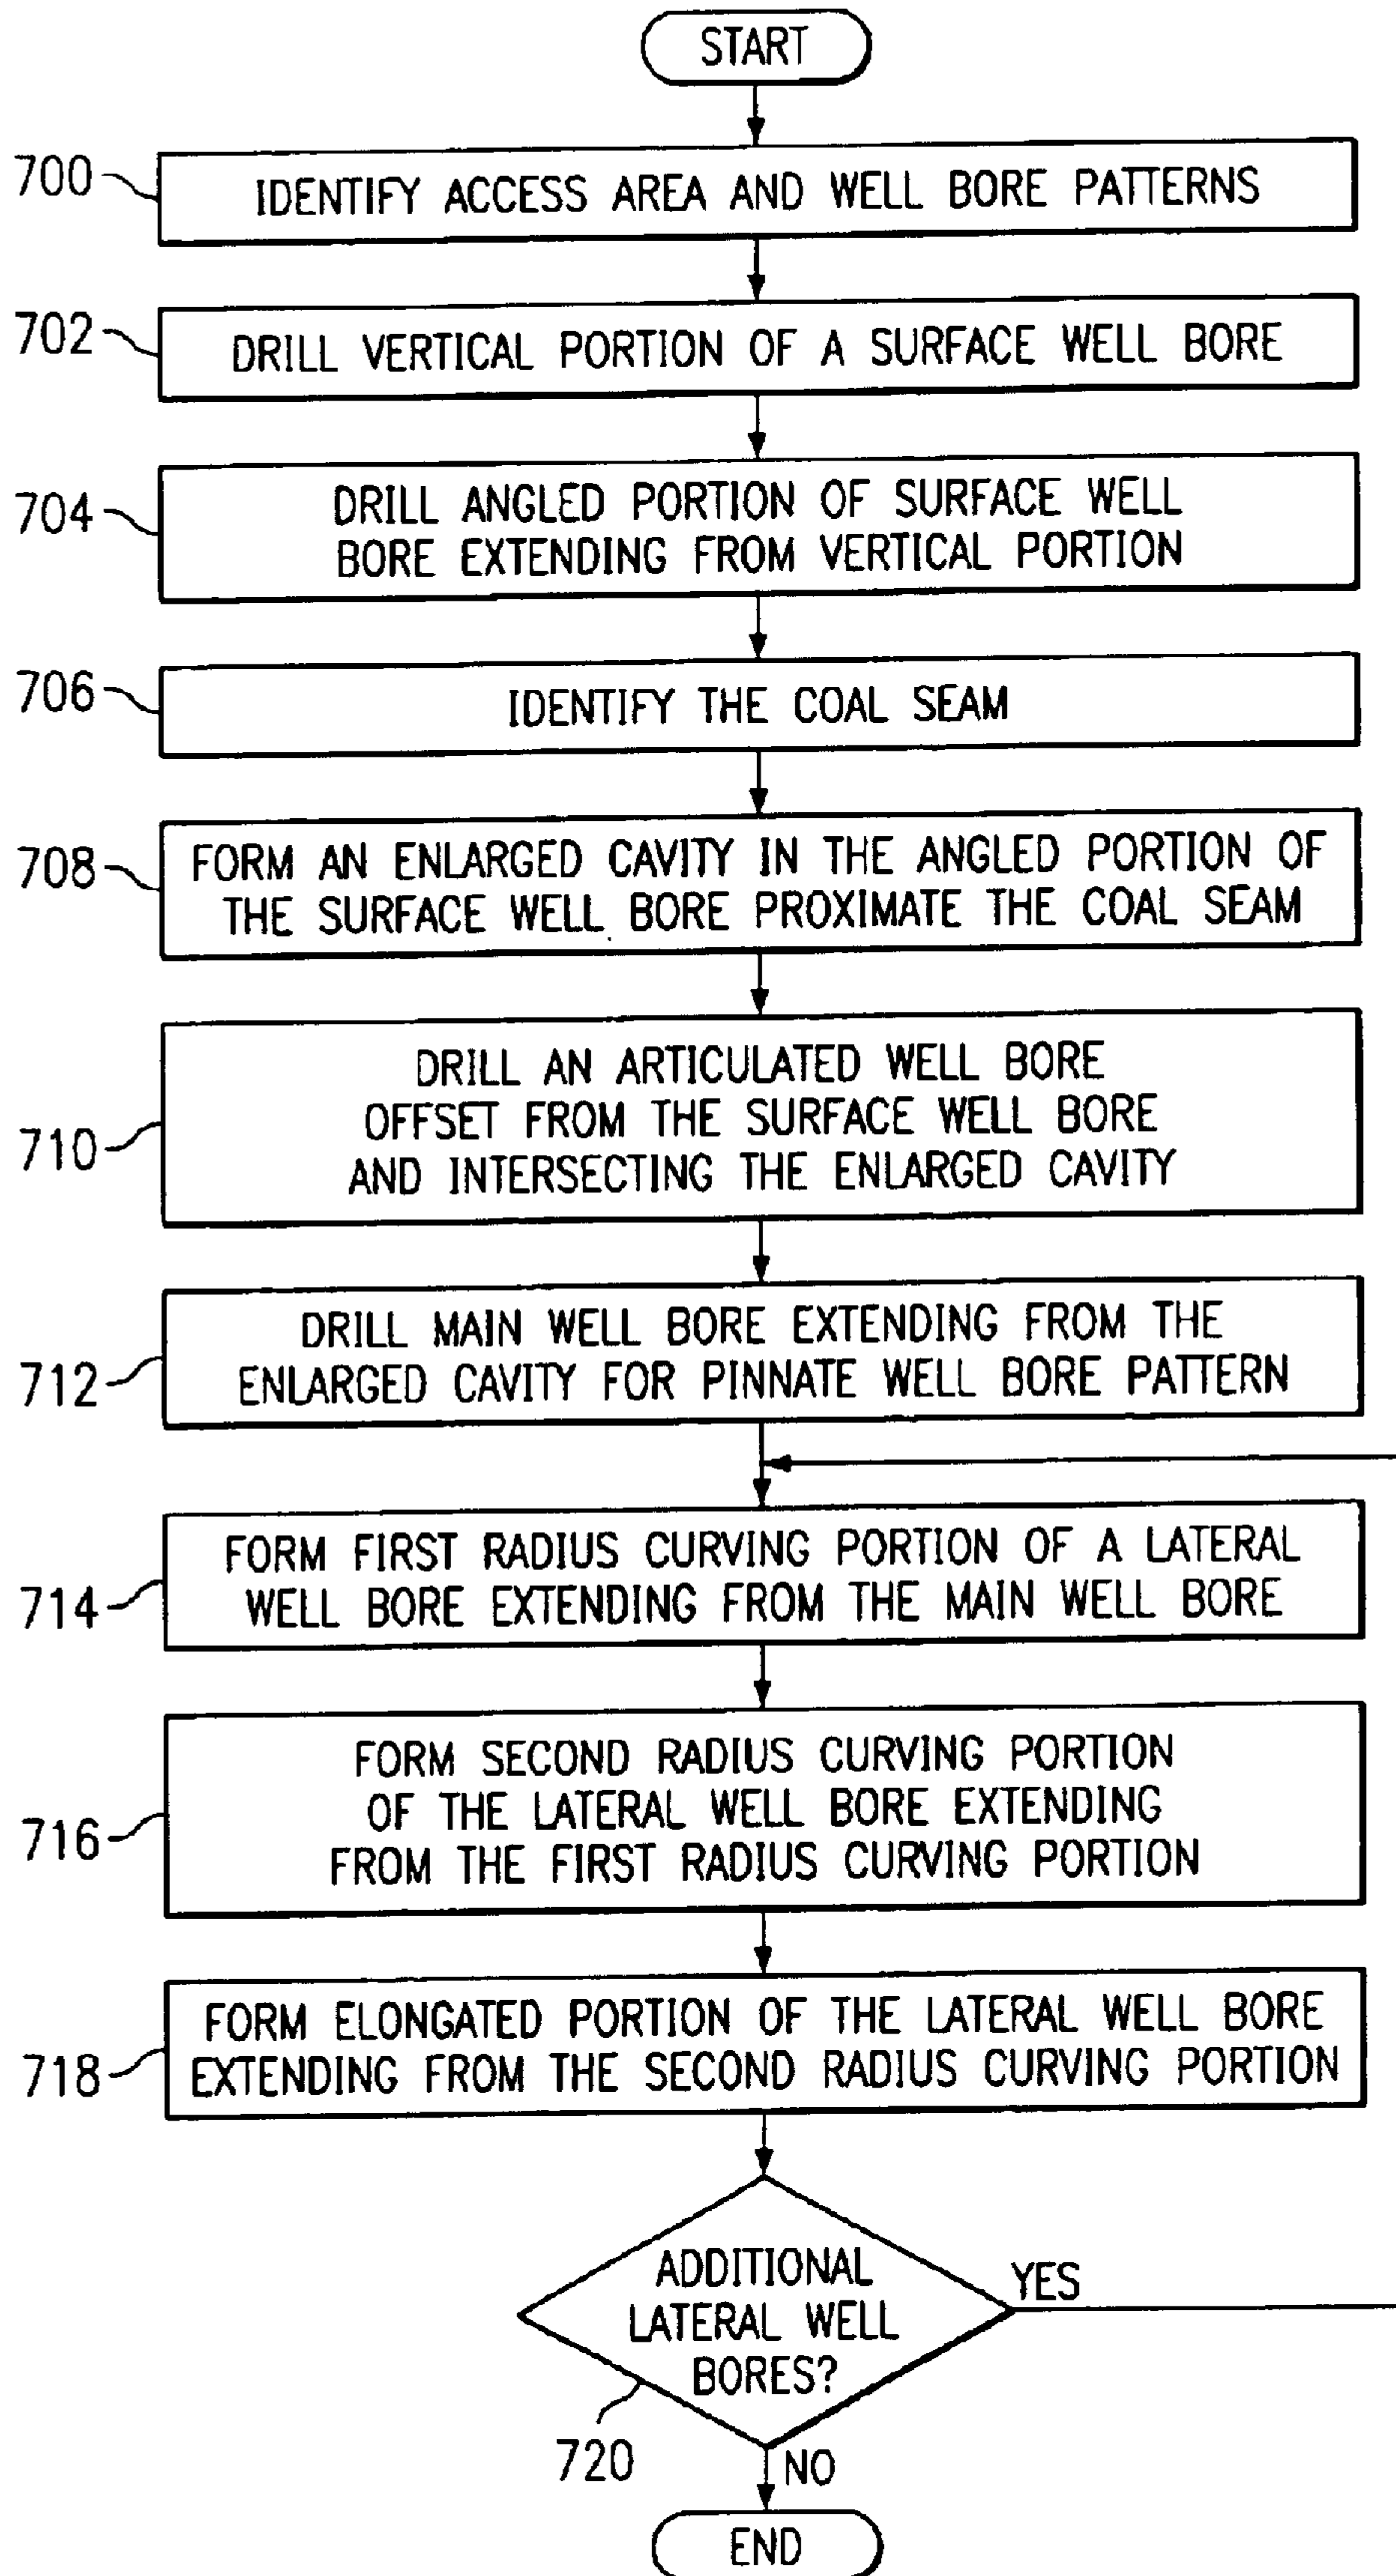 START
700
IDENTIFY ACCESS AREA AND WELL BORE PATTERNS
702
DRILL VERTICAL PORTION OF A SURFACE WELL BORE
704
DRILL ANGLED PORTION OF SURFACE WELL
BORE EXTENDING FROM VERTICAL PORTION
706
IDENTIFY THE COAL SEAM
708
FORM AN ENLARGED CAVITY IN THE ANGLED PORTION OF
THE SURFACE WELL BORE PROXIMATE THE COAL SEAM
710
DRILL AN ARTICULATED WELL BORE
OFFSET FROM THE SURFACE WELL BORE
AND INTERSECTING THE ENLARGED CAVITY
712
DRILL MAIN WELL BORE EXTENDING FROM THE
ENLARGED CAVITY FOR PINNATE WELL BORE PATTERN
714
FORM FIRST RADIUS CURVING PORTION OF A LATERAL
WELL BORE EXTENDING FROM THE MAIN WELL BORE
716
FORM SECOND RADIUS CURVING PORTION
OF THE LATERAL WELL BORE EXTENDING
FROM THE FIRST RADIUS CURVING PORTION
718
FORM ELONGATED PORTION OF THE LATERAL WELL BORE
EXTENDING FROM THE SECOND RADIUS CURVING PORTION
ADDITIONAL
LATERAL WELL
BORES?
YES
720
NO
END